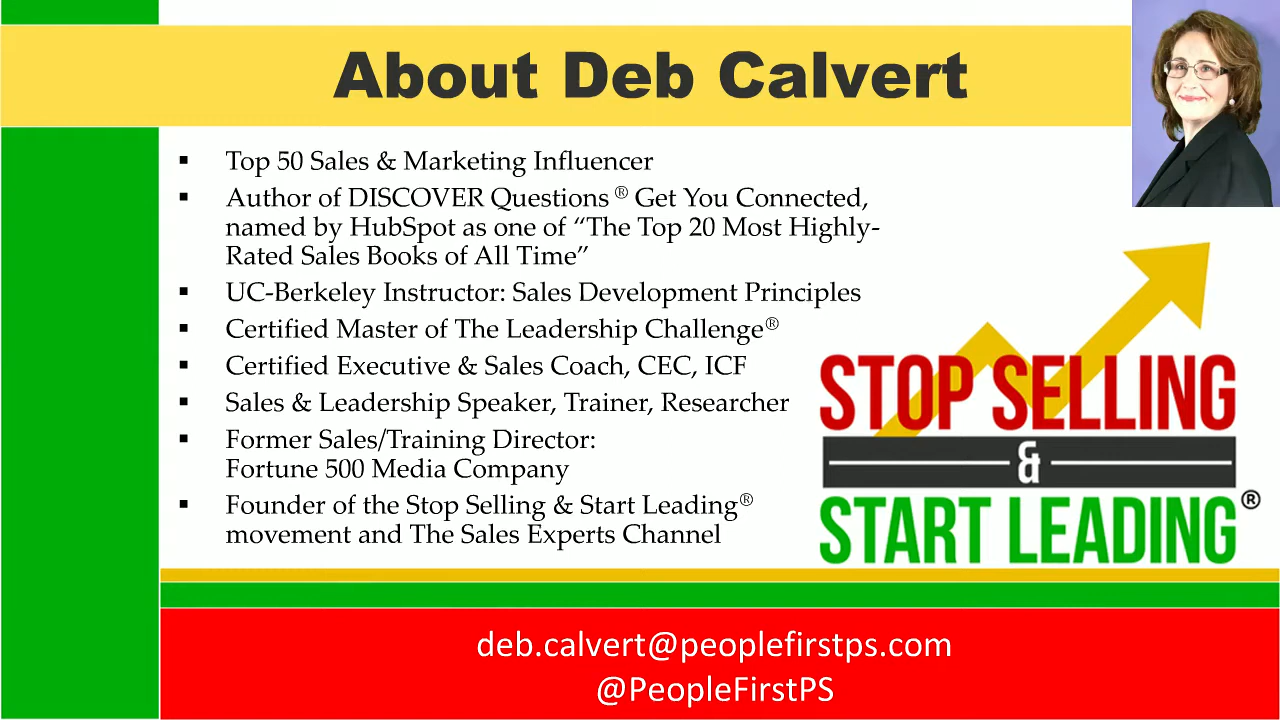 About Deb Calvert
▪ Top 50 Sales & Marketing Influencer
▪ Author of DISCOVER Questions ® Get You Connected,
named by HubSpot as one of “The Top 20 Most Highly-
Rated Sales Books of All Time”
▪ UC-Berkeley Instructor: Sales Development Principles
▪ Certified Master of The Leadership Challenge®
▪ Certified Executive & Sales Coach, CEC, ICF
▪ Sales & Leadership Speaker, Trainer, Researcher
▪ Former Sales/Training Director:
Fortune 500 Media Company
▪ Founder of the Stop Selling & Start Leading®
movement and The Sales Experts Channel
STOP SELLING
&
START LEADING®
deb.calvert@peoplefirstps.com
@PeopleFirstPS